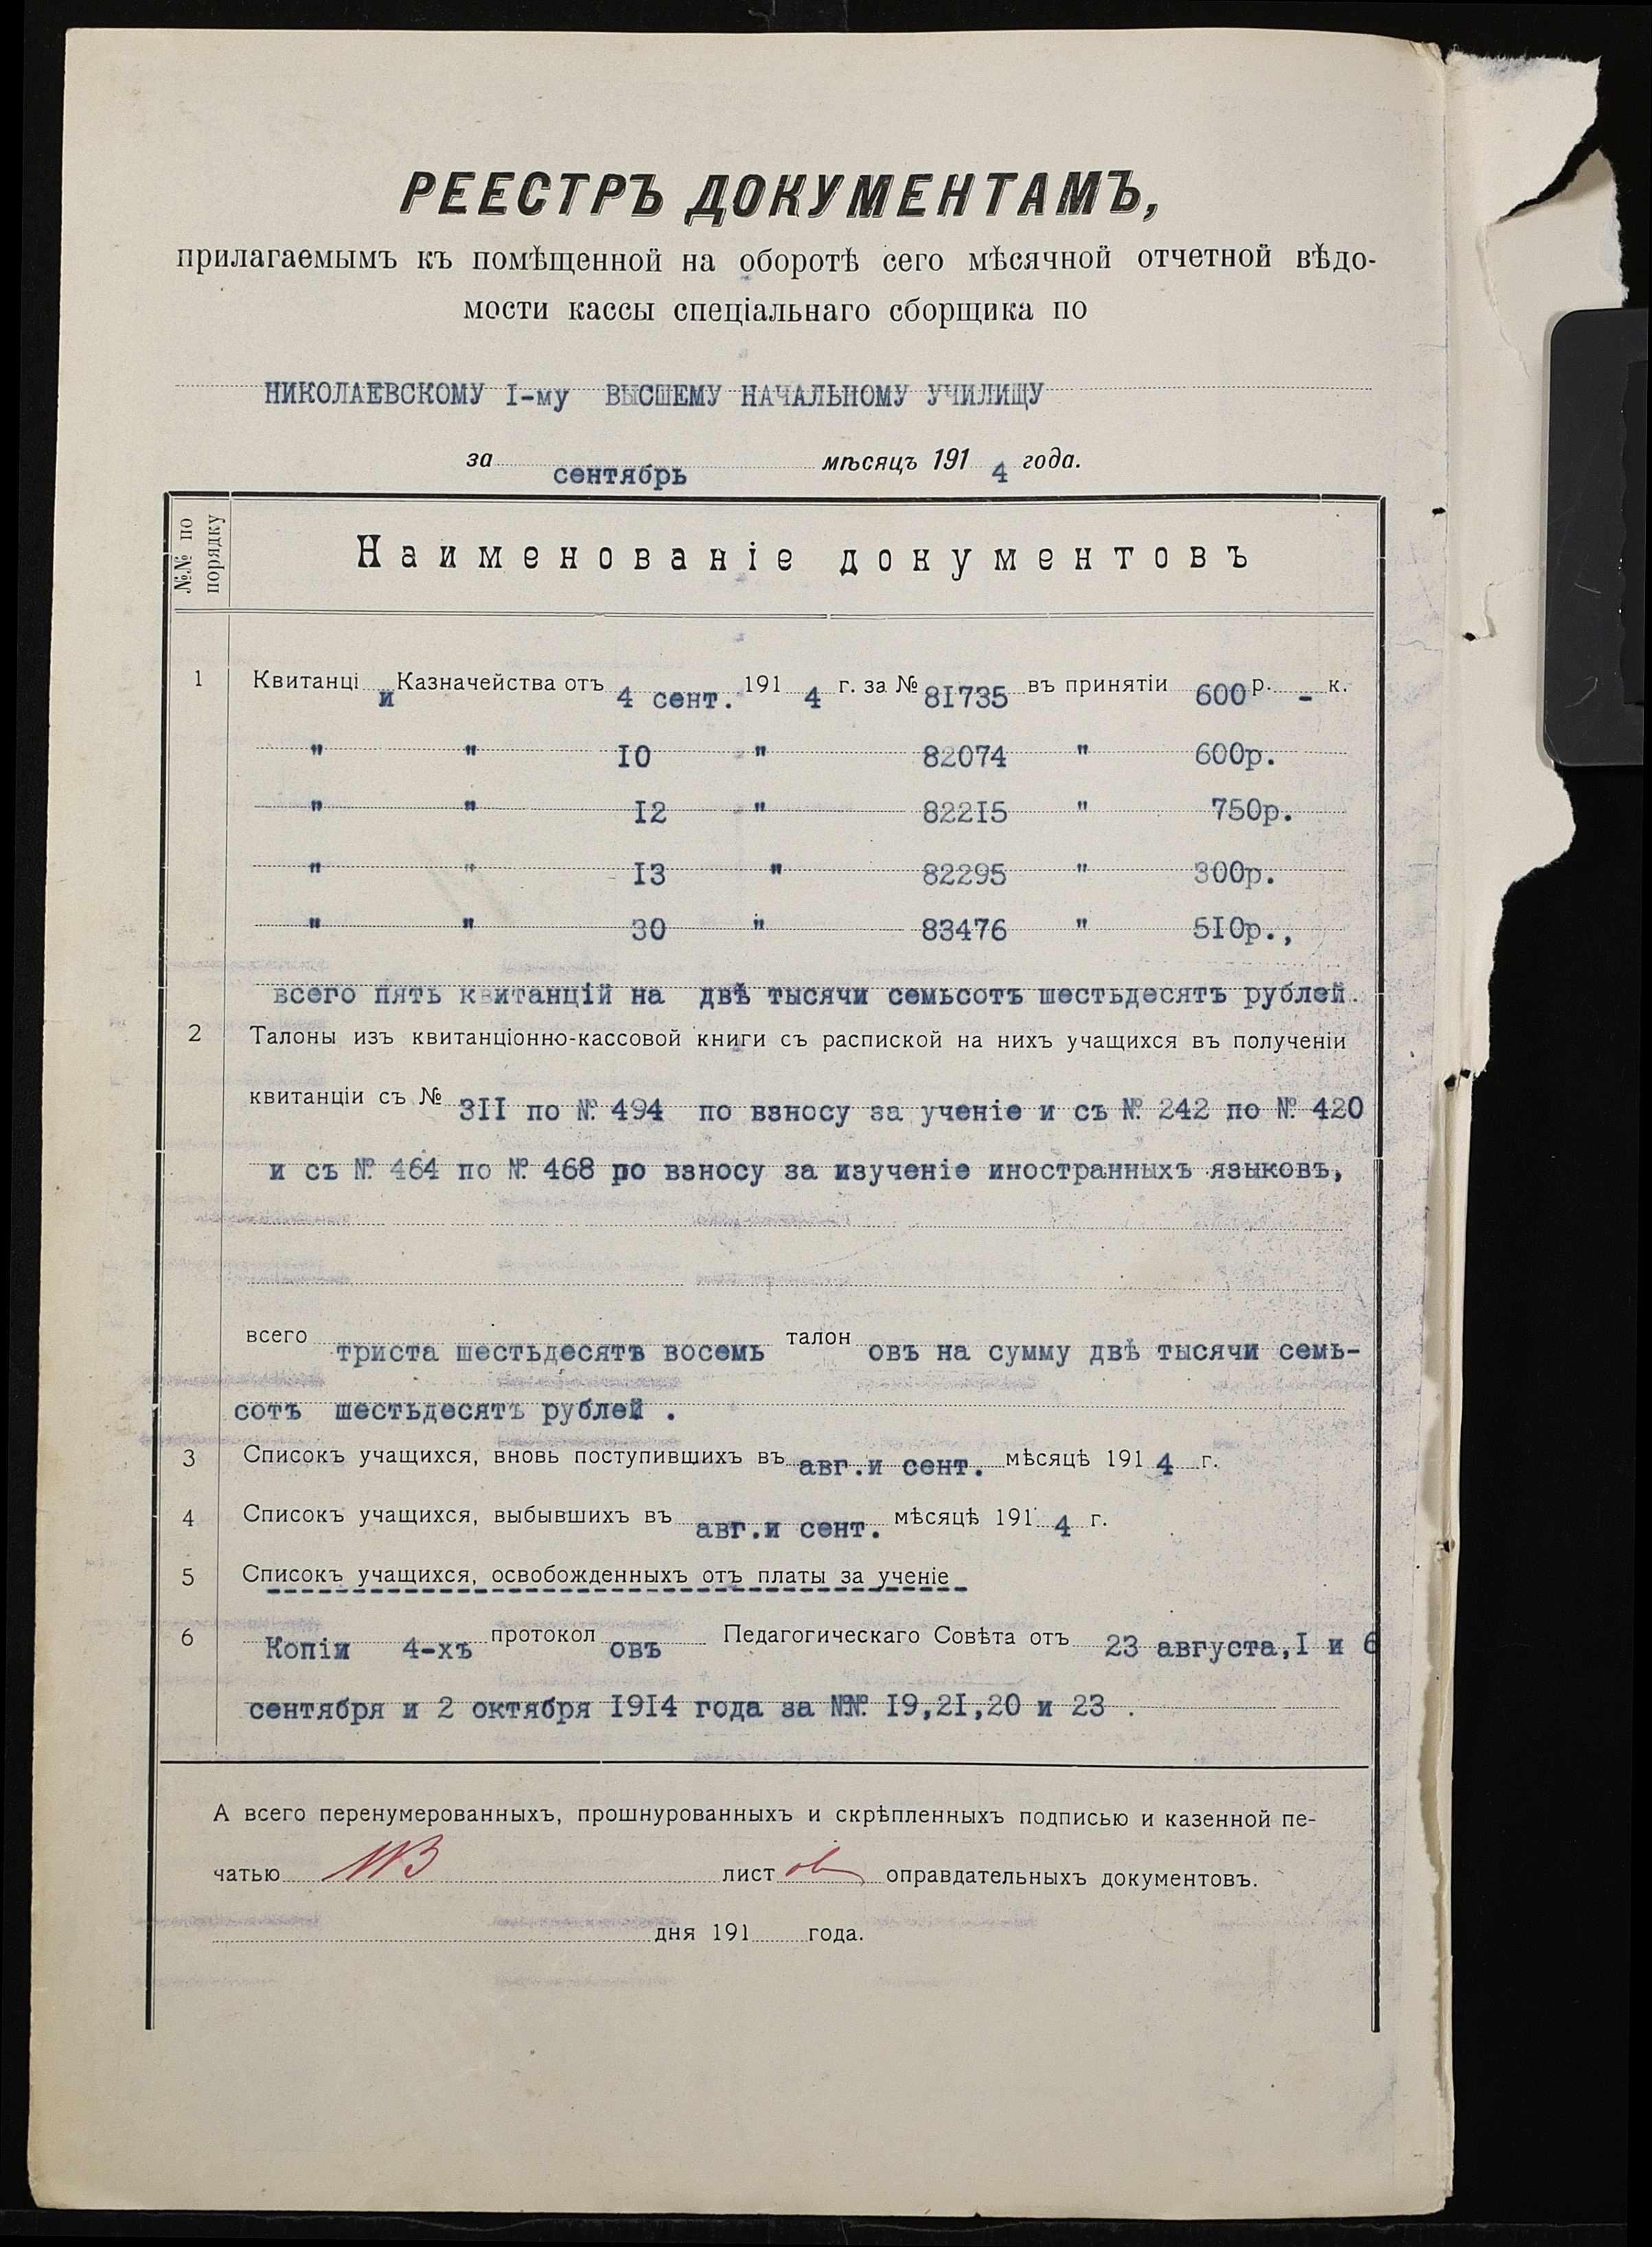 РЕЕСТРЪ ДОКУМЕНТАМЪ,
прилагаемымъ къ помѣщенной на оборотѣ сего мѣсячной отчетной вѣдо-
мости кассы спеціальнаго сборщика по
НИКОЛАЕВСКОМУ I-му ВЫСШЕМУ НАЧАЛЬНОМУ УЧИЛИЩУ
за сентябрь мѣсяцъ 1914 года.
№№ по порядку
Наименованіе документовъ
1 Квитанціи Казначейства отъ 4 сент. 1914 г. за № 8I735 въ принятіи 600 р. - к.
" " I0 " 82074 " 600р.
" " I2 " 822I5 " 750р.
" " I3 " 82295 " 300р.
" " 30 " 83476 " 5I0р.,
всего пять квитанцій на двѣ тысячи семьсотъ шестьдесятъ рублей.
2 Талоны изъ квитанціонно-кассовой книги съ распиской на нихъ учащихся въ полученіи
квитанціи съ № 3II по № 494 по взносу за ученіе и съ № 242 по № 420
и съ № 464 по № 468 по взносу за изученіе иностранныхъ языковъ,
всего триста шестьдесятъ восемь талоновъ на сумму двѣ тысячи семь-
сотъ шестьдесятъ рублей .
3 Списокъ учащихся, вновь поступившихъ въ авг.и сент. мѣсяцѣ 1914 г.
4 Списокъ учащихся, выбывшихъ въ авг.и сент. мѣсяцѣ 1914 г.
5 Списокъ учащихся, освобожденныхъ отъ платы за ученіе
6 Копіи 4-хъ протоколовъ Педагогическаго Совѣта отъ 23 августа,I и 6
сентября и 2 октября I9I4 года за №№ I9,2I,20 и 23 .
А всего перенумерованныхъ, прошнурованныхъ и скрѣпленныхъ подписью и казенной пе-
чатью листовъ оправдательныхъ документовъ.
дня 191 года.